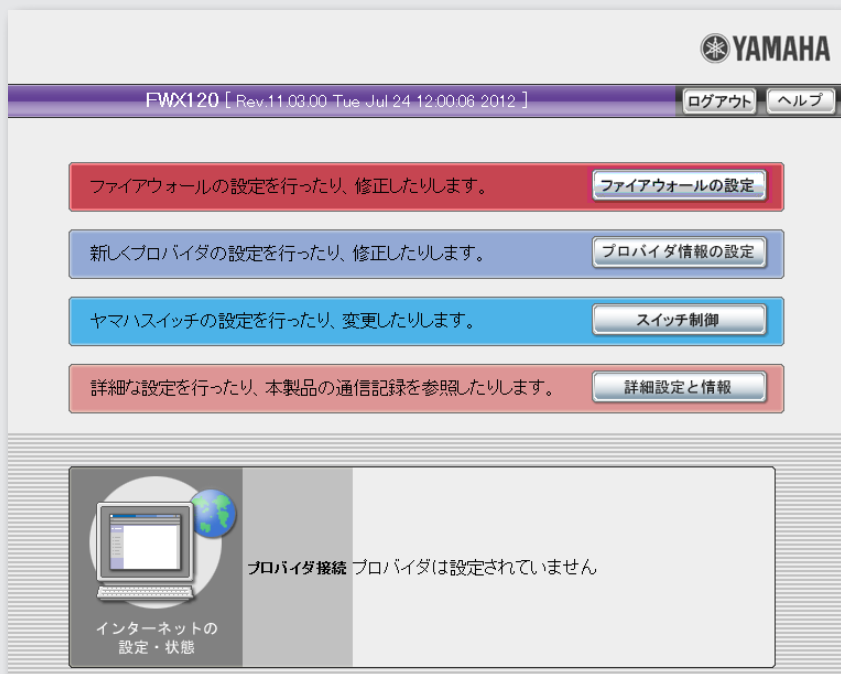 YAMAHA
FWX120 [ Rev.11.03.00 Tue Jul 24 12:00:06 2012 ]
ログアウト
ヘルプ
ファイアウォールの設定を行ったり、修正したりします。
ファイアウォールの設定
新しくプロバイダの設定を行ったり、修正したりします。
プロバイダ情報の設定
ヤマハスイッチの設定を行ったり、変更したりします。
スイッチ制御
詳細な設定を行ったり、本製品の通信記録を参照したりします。
詳細設定と情報
プロバイダ接続
プロバイダは設定されていません
インターネットの
設定・状態